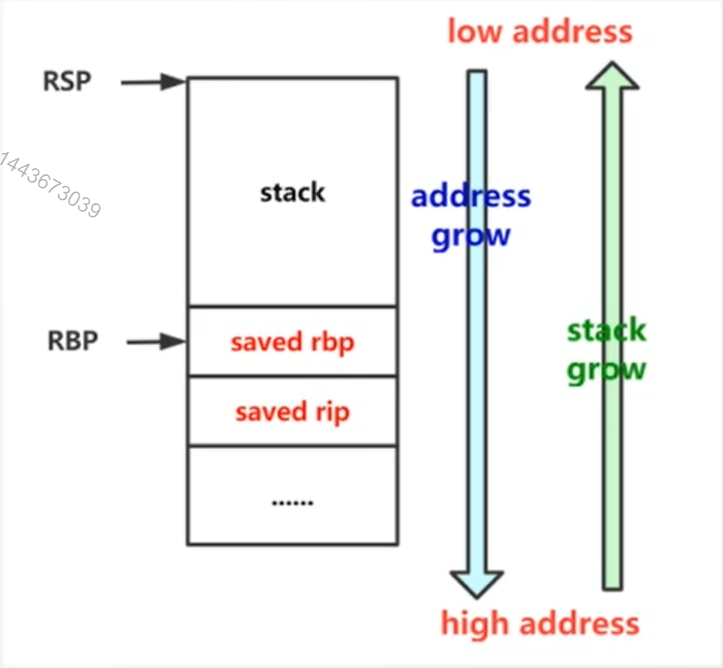 low address
RSP
1443673039
stack
address
grow
RBP
saved rbp
stack
grow
saved rip
......
high address